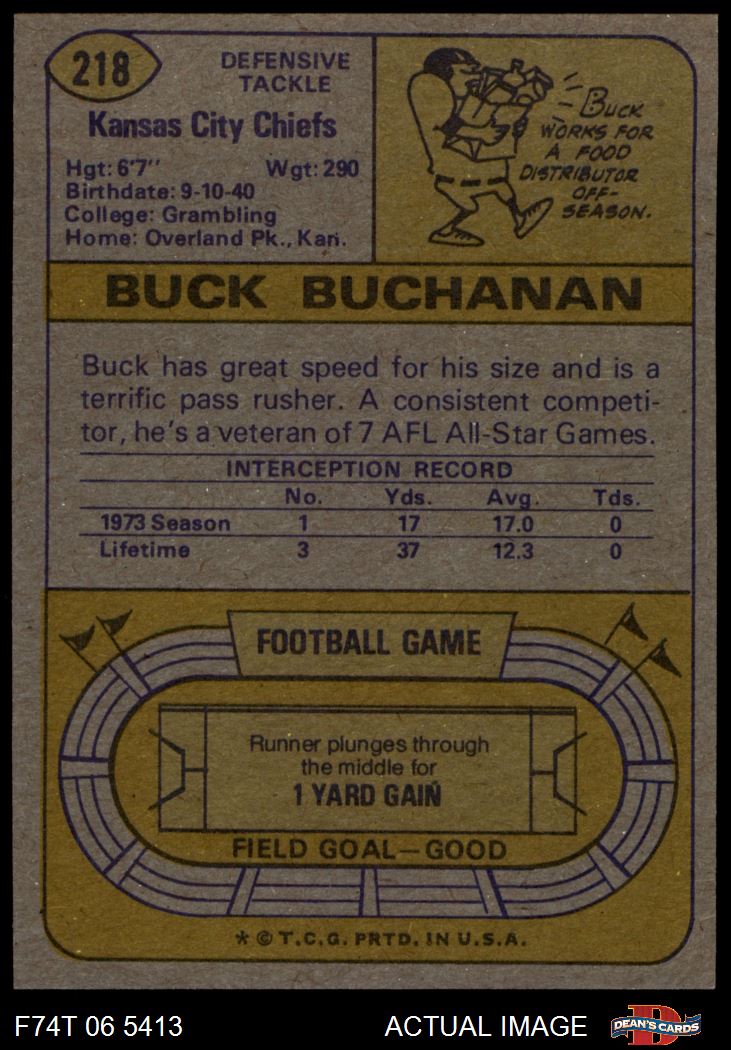 218
DEFENSIVE
TACKLE
Kansas City Chiefs
Hgt: 6'7" Wgt: 290
Birthdate: 9-10-40
College: Grambling
Home: Overland Pk., Kan.
BUCK
WORKS FOR
A FOOD
DISTRIBUTOR
OFF-
SEASON.
BUCK BUCHANAN
Buck has great speed for his size and is a
terrific pass rusher. A consistent competi-
tor, he's a veteran of 7 AFL All-Star Games.
INTERCEPTION RECORD
No. Yds. Avg. Tds.
1973 Season 1 17 17.0 0
Lifetime 3 37 12.3 0
FOOTBALL GAME
Runner plunges through
the middle for
1 YARD GAIN
FIELD GOAL—GOOD
* © T.C.G. PRTD. IN U.S.A.
F74T 06 5413 ACTUAL IMAGE
D
DEAN'S CARDS